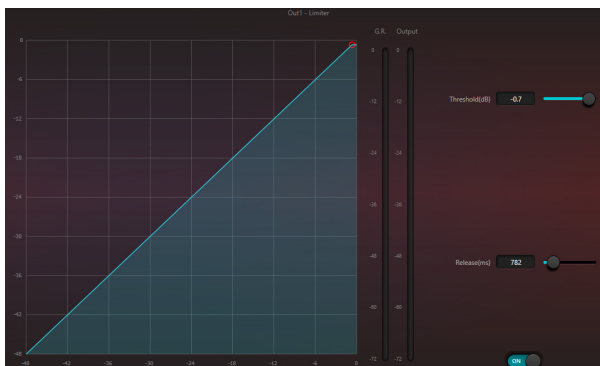 Out1 - Limiter
G.R. Output
0
-6
-12
-18
-24
-30
-36
-42
-48
-48 -42 -36 -30 -24 -18 -12 -6 0
0 0
-12 -12
-24 -24
-36 -36
-48 -48
-60 -60
-72 -72
Threshold(dB) -0.7
Release(ms) 782
ON